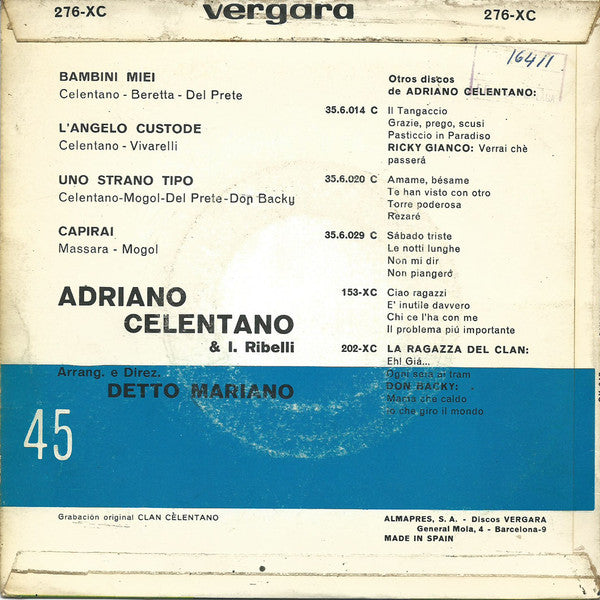 276-XC
vergara
276-XC
16411
BAMBINI MIEI
Celentano - Beretta - Del Prete
L'ANGELO CUSTODE
Celentano - Vivarelli
UNO STRANO TIPO
Celentano-Mogol-Del Prete-Don Backy
CAPIRAI
Massara - Mogol
ADRIANO
CELENTANO
& I. Ribelli
Arrang. e Direz.
DETTO MARIANO
45
Grabación original CLAN CÈLENTANO
Otros discos
de ADRIANO CELENTANO:
35.6.014 C Il Tangaccio
Grazie, prego, scusi
Pasticcio in Paradiso
RICKY GIANCO: Verrai chè
passerá
35.6.020 C Amame, bésame
Te han visto con otro
Torre poderosa
Rezaré
35.6.029 C Sábado triste
Le notti lunghe
Non mi dir
Non piangeró
153-XC Ciao ragazzi
E' inutile davvero
Chi ce l'ha con me
Il problema piú importante
202-XC LA RAGAZZA DEL CLAN:
Eh! Giá...
Ogni sera ai tram
DON BACKY:
Marta che caldo
Io che giro il mondo
ALMAPRES, S. A. - Discos VERGARA
General Mola, 4 - Barcelona-9
MADE IN SPAIN